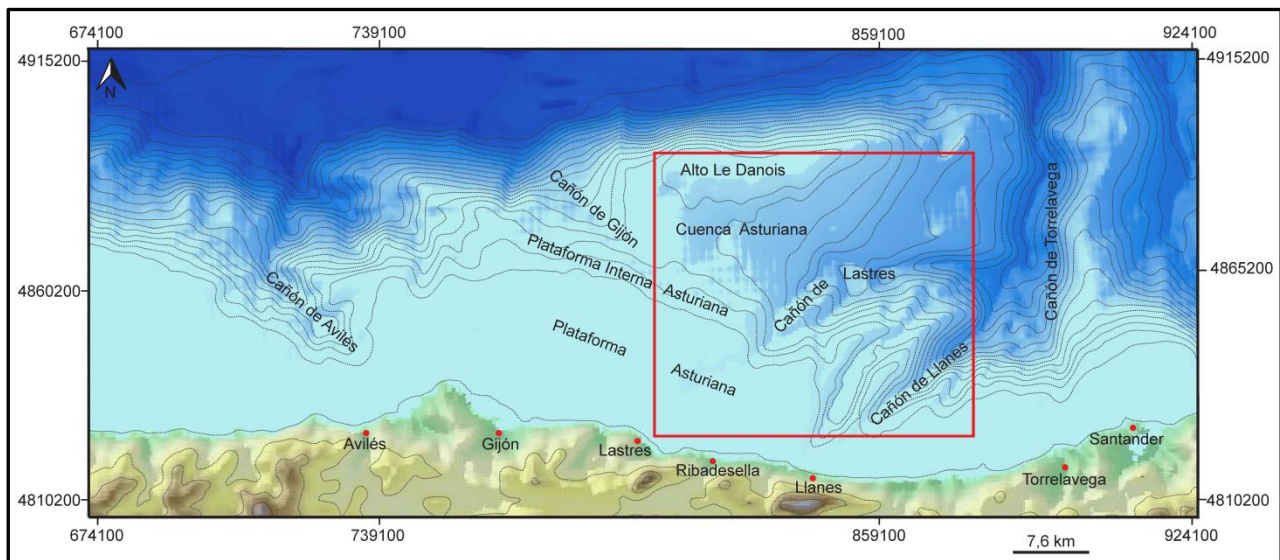 674100
739100
859100
924100
4915200
4915200
N
Alto Le Danois
Cañón de Gijón
Cuenca Asturiana
Cañón de Torrelavega
Plataforma Interna Asturiana
Lastres
Cañón de
4865200
4860200
Cañón de Aviles
Plataforma
Asturiana
Cañón de Llanes
Avilés
Gijón
Lastres
Ribadesella
Llanes
Santander
Torrelavega
4810200
4810200
674100
739100
859100
924100
7,6 km